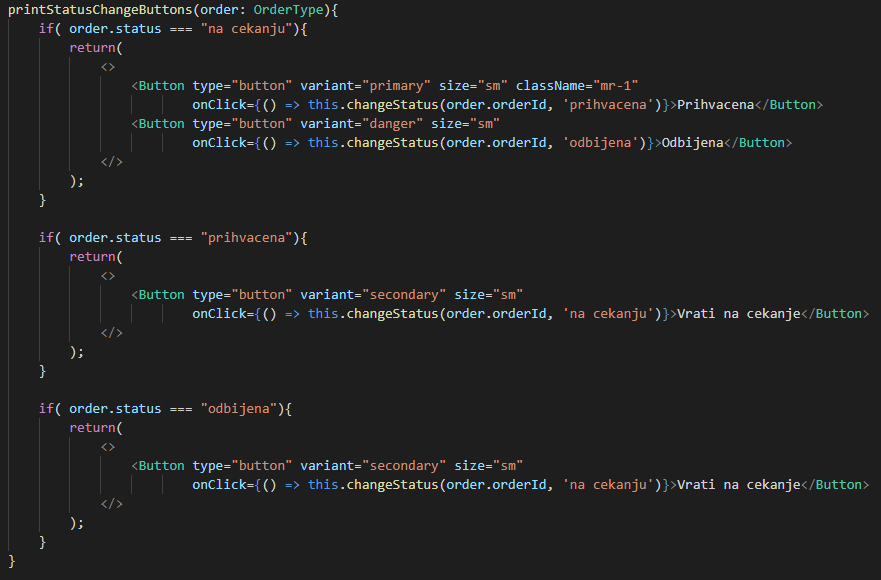 printStatusChangeButtons(order: OrderType){
    if( order.status === "na cekanju"){
        return(
            <>
                <Button type="button" variant="primary" size="sm" className="mr-1"
                        onClick={() => this.changeStatus(order.orderId, 'prihvacena')}>Prihvacena</Button>
                <Button type="button" variant="danger" size="sm"
                        onClick={() => this.changeStatus(order.orderId, 'odbijena')}>Odbijena</Button>
            </>
        );
    }

    if( order.status === "prihvacena"){
        return(
            <>
                <Button type="button" variant="secondary" size="sm"
                        onClick={() => this.changeStatus(order.orderId, 'na cekanju')}>Vrati na cekanje</Button>
            </>
        );
    }

    if( order.status === "odbijena"){
        return(
            <>
                <Button type="button" variant="secondary" size="sm"
                        onClick={() => this.changeStatus(order.orderId, 'na cekanju')}>Vrati na cekanje</Button>
            </>
        );
    }
}